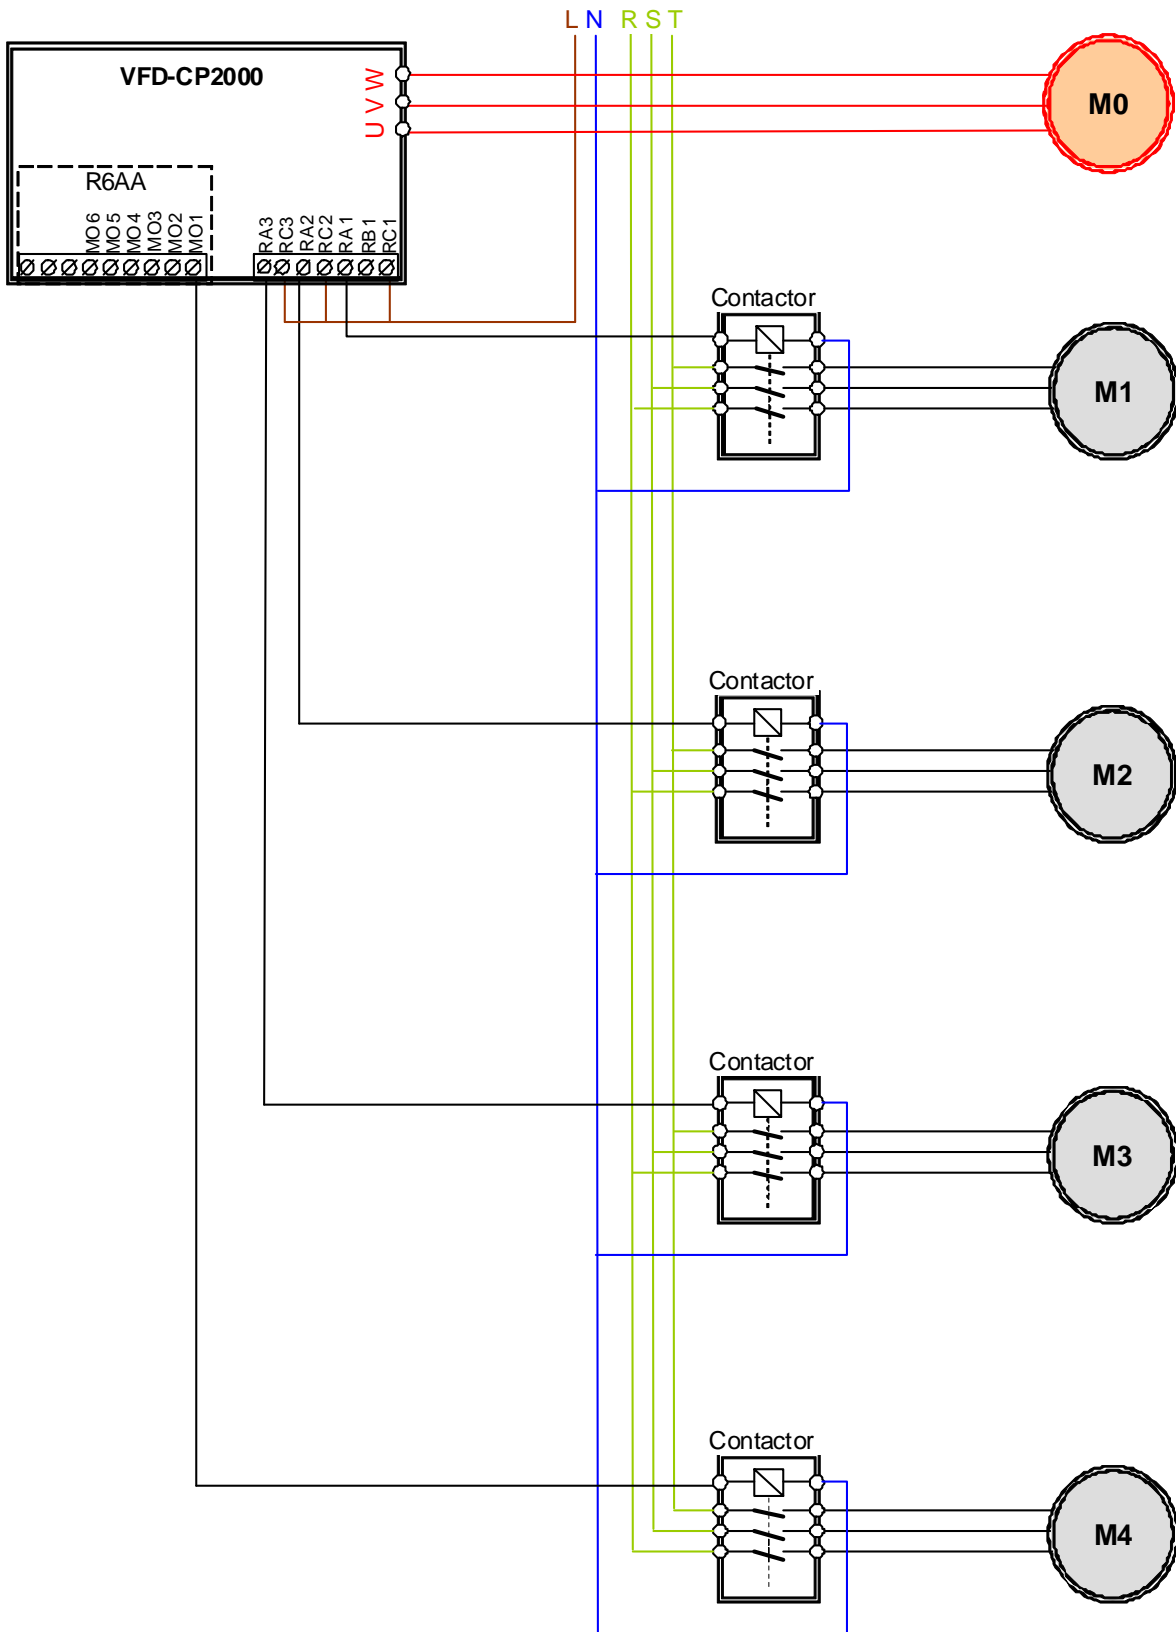 L N R S T
VFD-CP2000
U V W
M0
R6AA
MO6
MO5
MO4
MO3
MO2
MO1
RA3
RC3
RA2
RC2
RA1
RB1
RC1
Contactor
M1
Contactor
M2
Contactor
M3
Contactor
M4